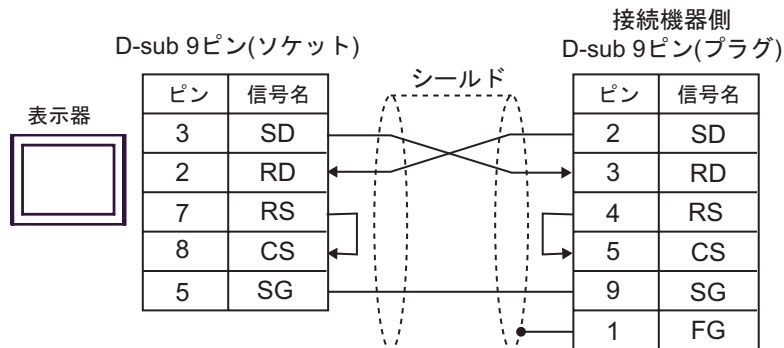 接続機器側
D-sub 9ピン(ソケット)
D-sub 9ピン(プラグ)
シールド
表示器
ピン 信号名
3 SD
2 RD
7 RS
8 CS
5 SG
ピン 信号名
2 SD
3 RD
4 RS
5 CS
9 SG
1 FG